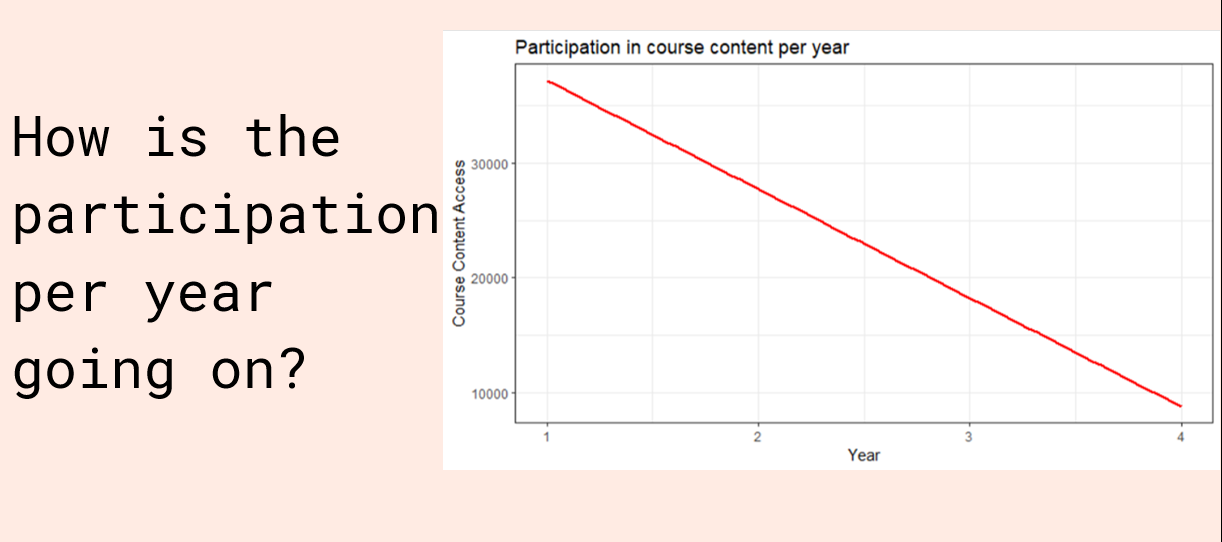 How is the
participation
per year
going on?
Participation in course content per year
Course Content Access
30000
20000
10000
1 2 3 4
Year